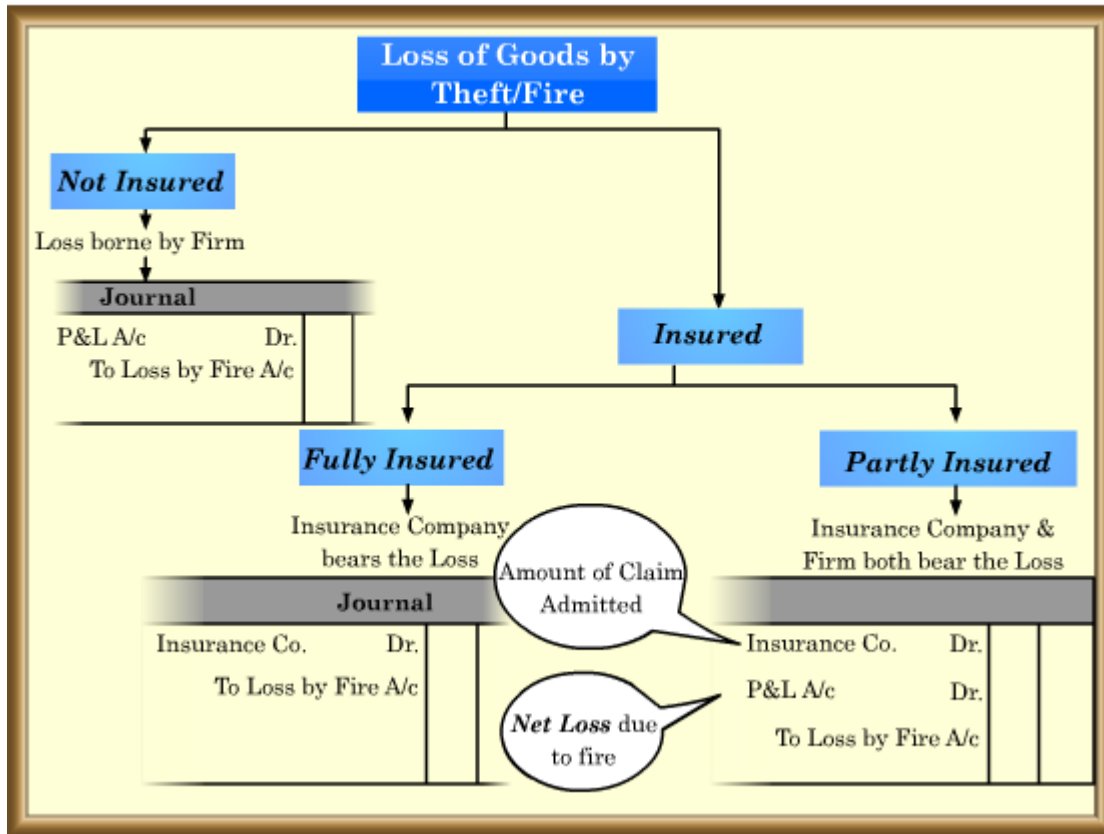 Loss of Goods by
Theft/Fire
Not Insured
Loss borne by Firm
Journal
P&L A/c Dr.
To Loss by Fire A/c
Insured
Fully Insured
Insurance Company
bears the Loss
Journal
Insurance Co. Dr.
To Loss by Fire A/c
Partly Insured
Insurance Company &
Firm both bear the Loss
Amount of Claim
Admitted
Insurance Co. Dr.
P&L A/c Dr.
To Loss by Fire A/c
Net Loss due
to fire